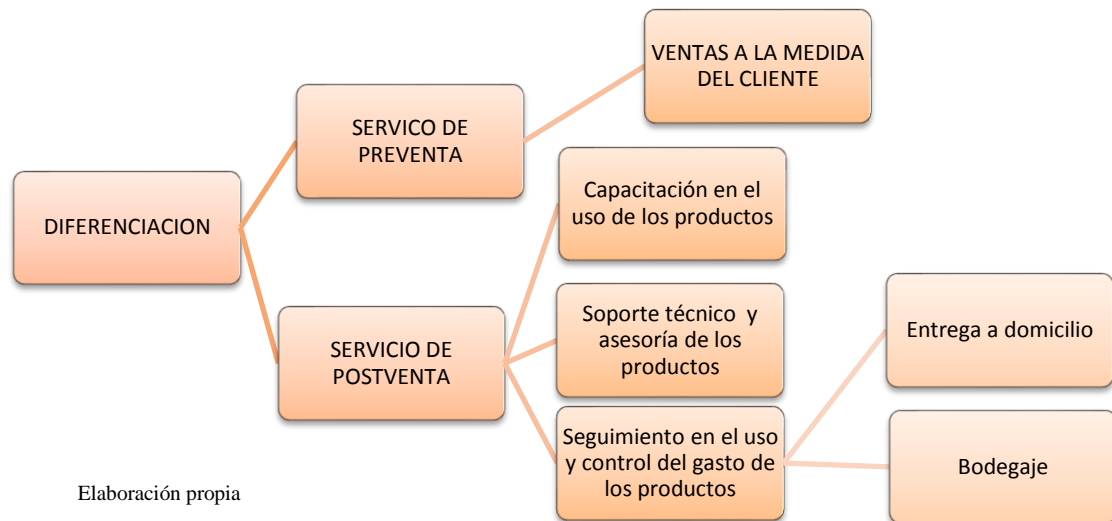 VENTAS A LA MEDIDA
DEL CLIENTE
SERVICO DE
PREVENTA
DIFERENCIACION
Capacitación en el
uso de los productos
SERVICIO DE
POSTVENTA
Soporte técnico y
asesoría de los
productos
Seguimiento en el uso
y control del gasto de
los productos
Entrega a domicilio
Bodegaje
Elaboración propia